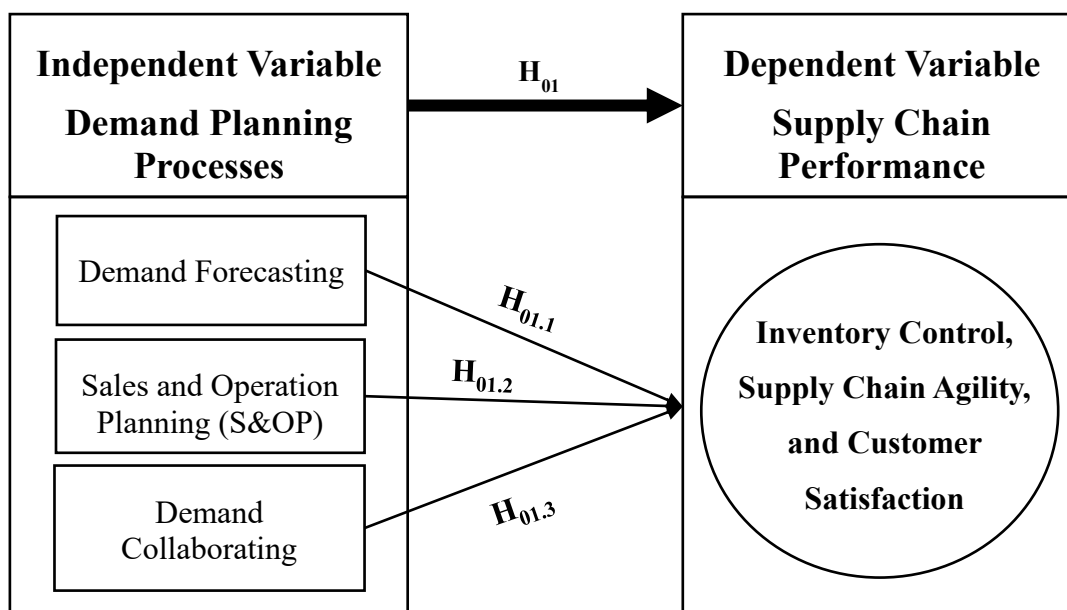 Independent Variable
Demand Planning
Processes
H01
Dependent Variable
Supply Chain
Performance
Demand Forecasting
Sales and Operation
Planning (S&OP)
Demand
Collaborating
H01.1
H01.2
H01.3
Inventory Control,
Supply Chain Agility,
and Customer
Satisfaction